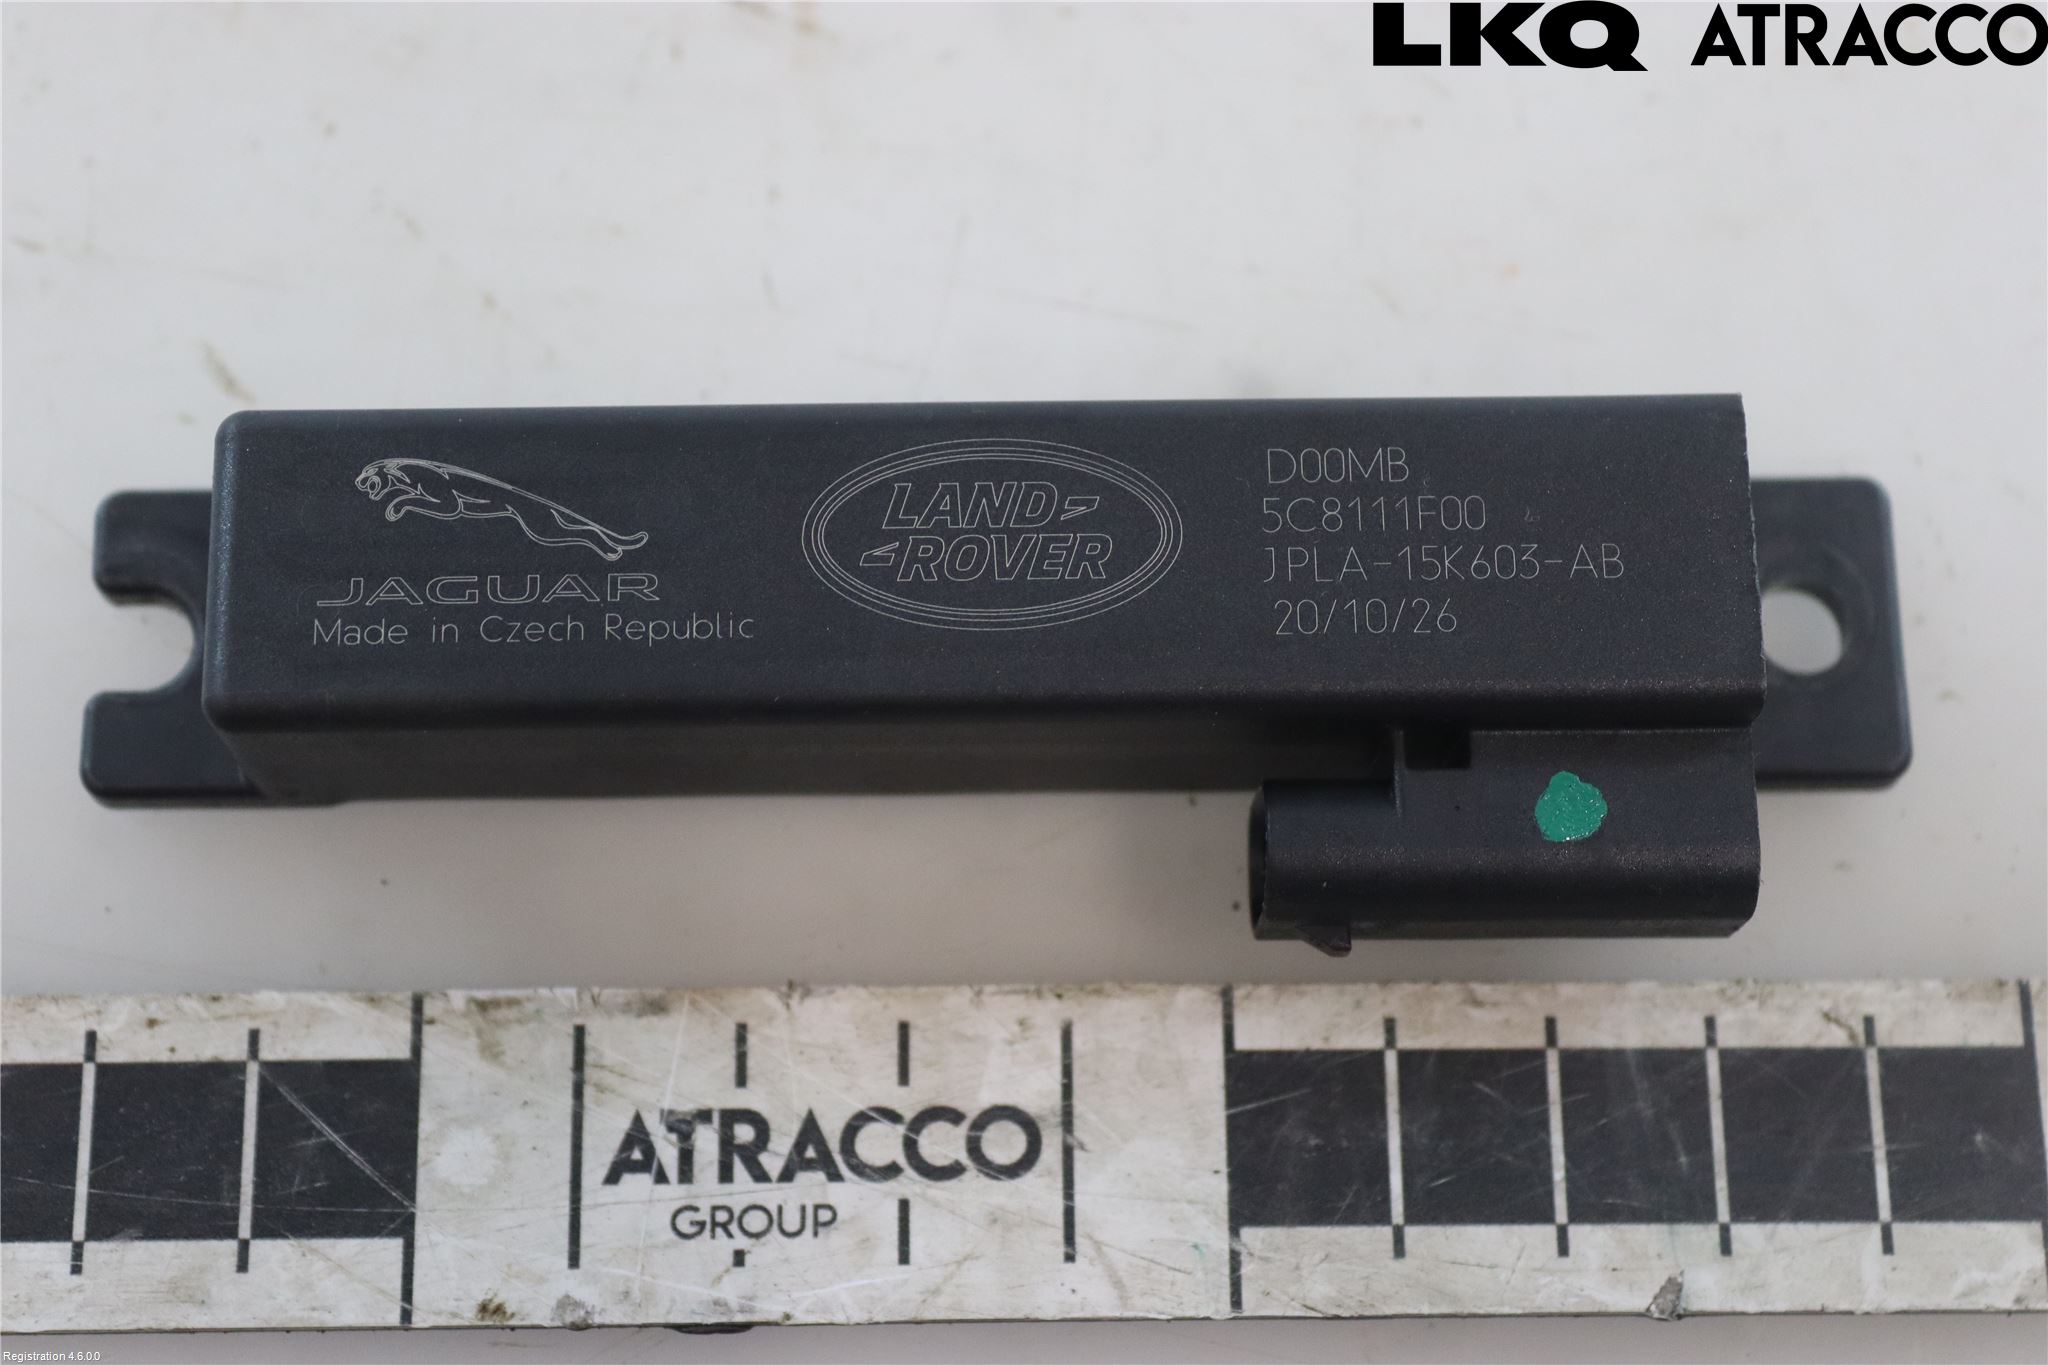 LKQ ATRACCO
JAGUAR
Made in Czech Republic
LAND-
-ROVER
D00MB
5C8111F00
JPLA-15K603-AB
20/10/26
ATRACCO
GROUP
Registration 4.6.0.0